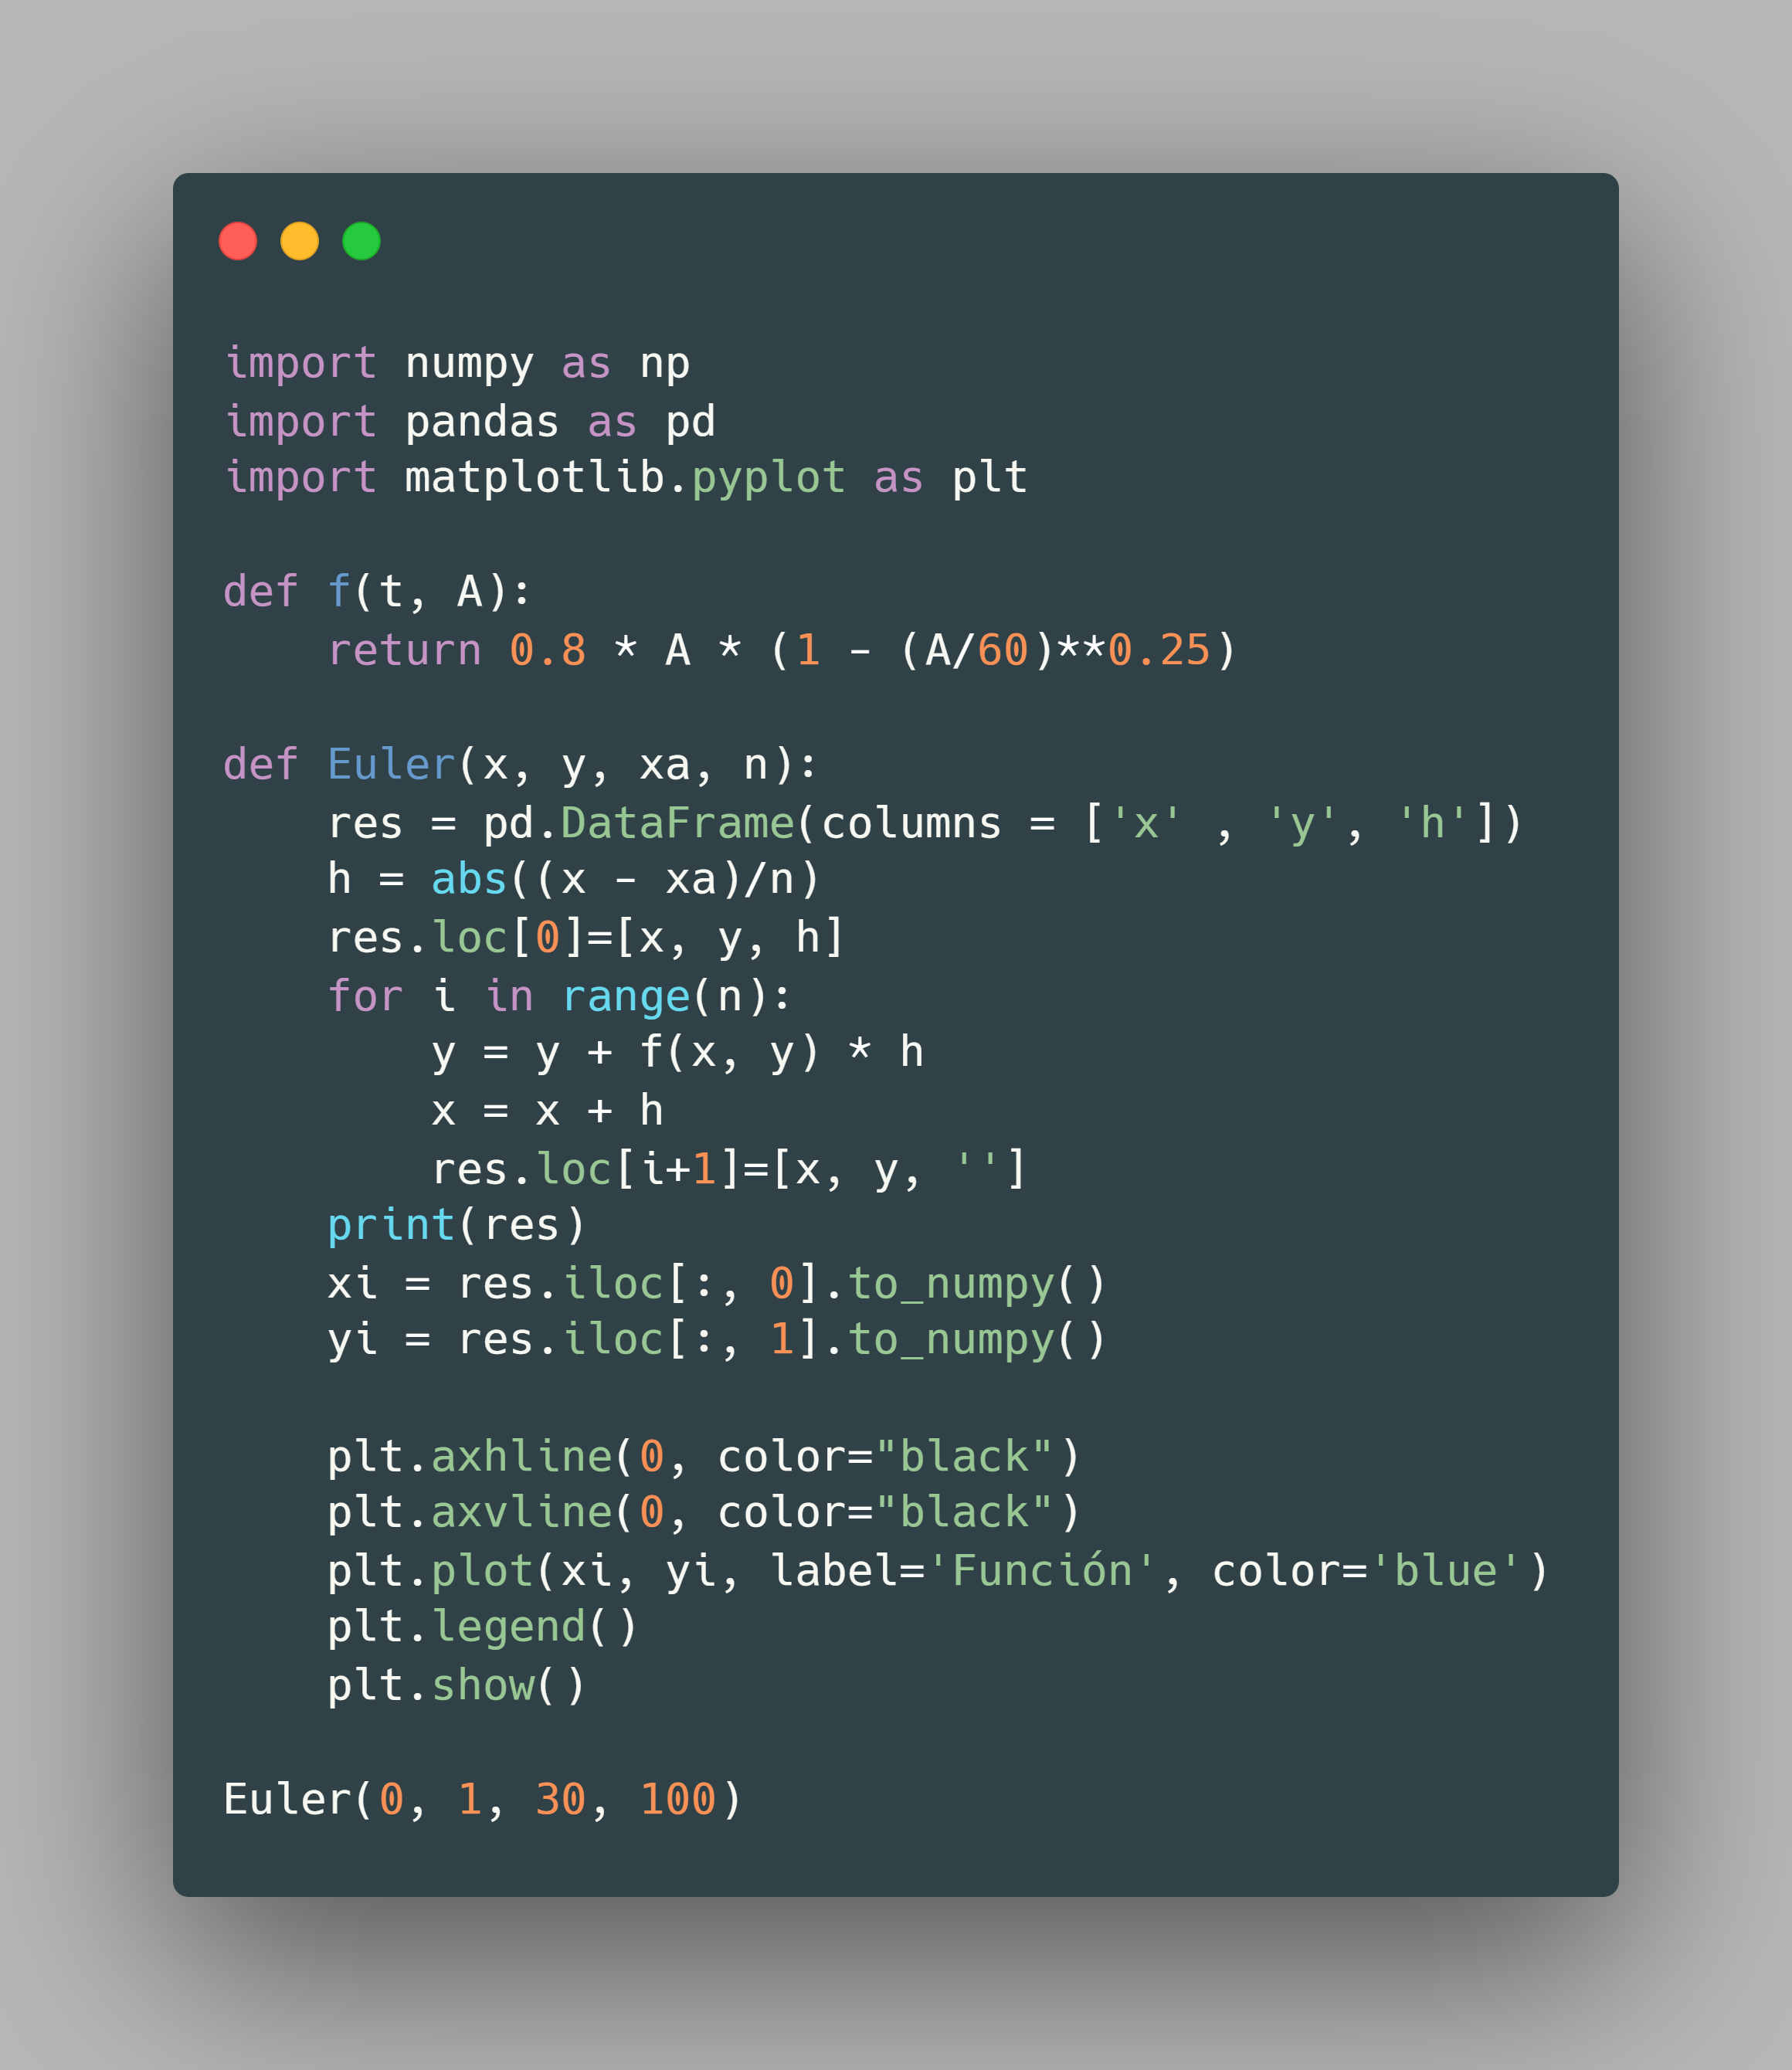 import numpy as np
import pandas as pd
import matplotlib.pyplot as plt

def f(t, A):
    return 0.8 * A * (1 - (A/60)**0.25)

def Euler(x, y, xa, n):
    res = pd.DataFrame(columns = ['x' , 'y', 'h'])
    h = abs((x - xa)/n)
    res.loc[0]=[x, y, h]
    for i in range(n):
        y = y + f(x, y) * h
        x = x + h
        res.loc[i+1]=[x, y, '']
    print(res)
    xi = res.iloc[:, 0].to_numpy()
    yi = res.iloc[:, 1].to_numpy()

    plt.axhline(0, color="black")
    plt.axvline(0, color="black")
    plt.plot(xi, yi, label='Función', color='blue')
    plt.legend()
    plt.show()

Euler(0, 1, 30, 100)